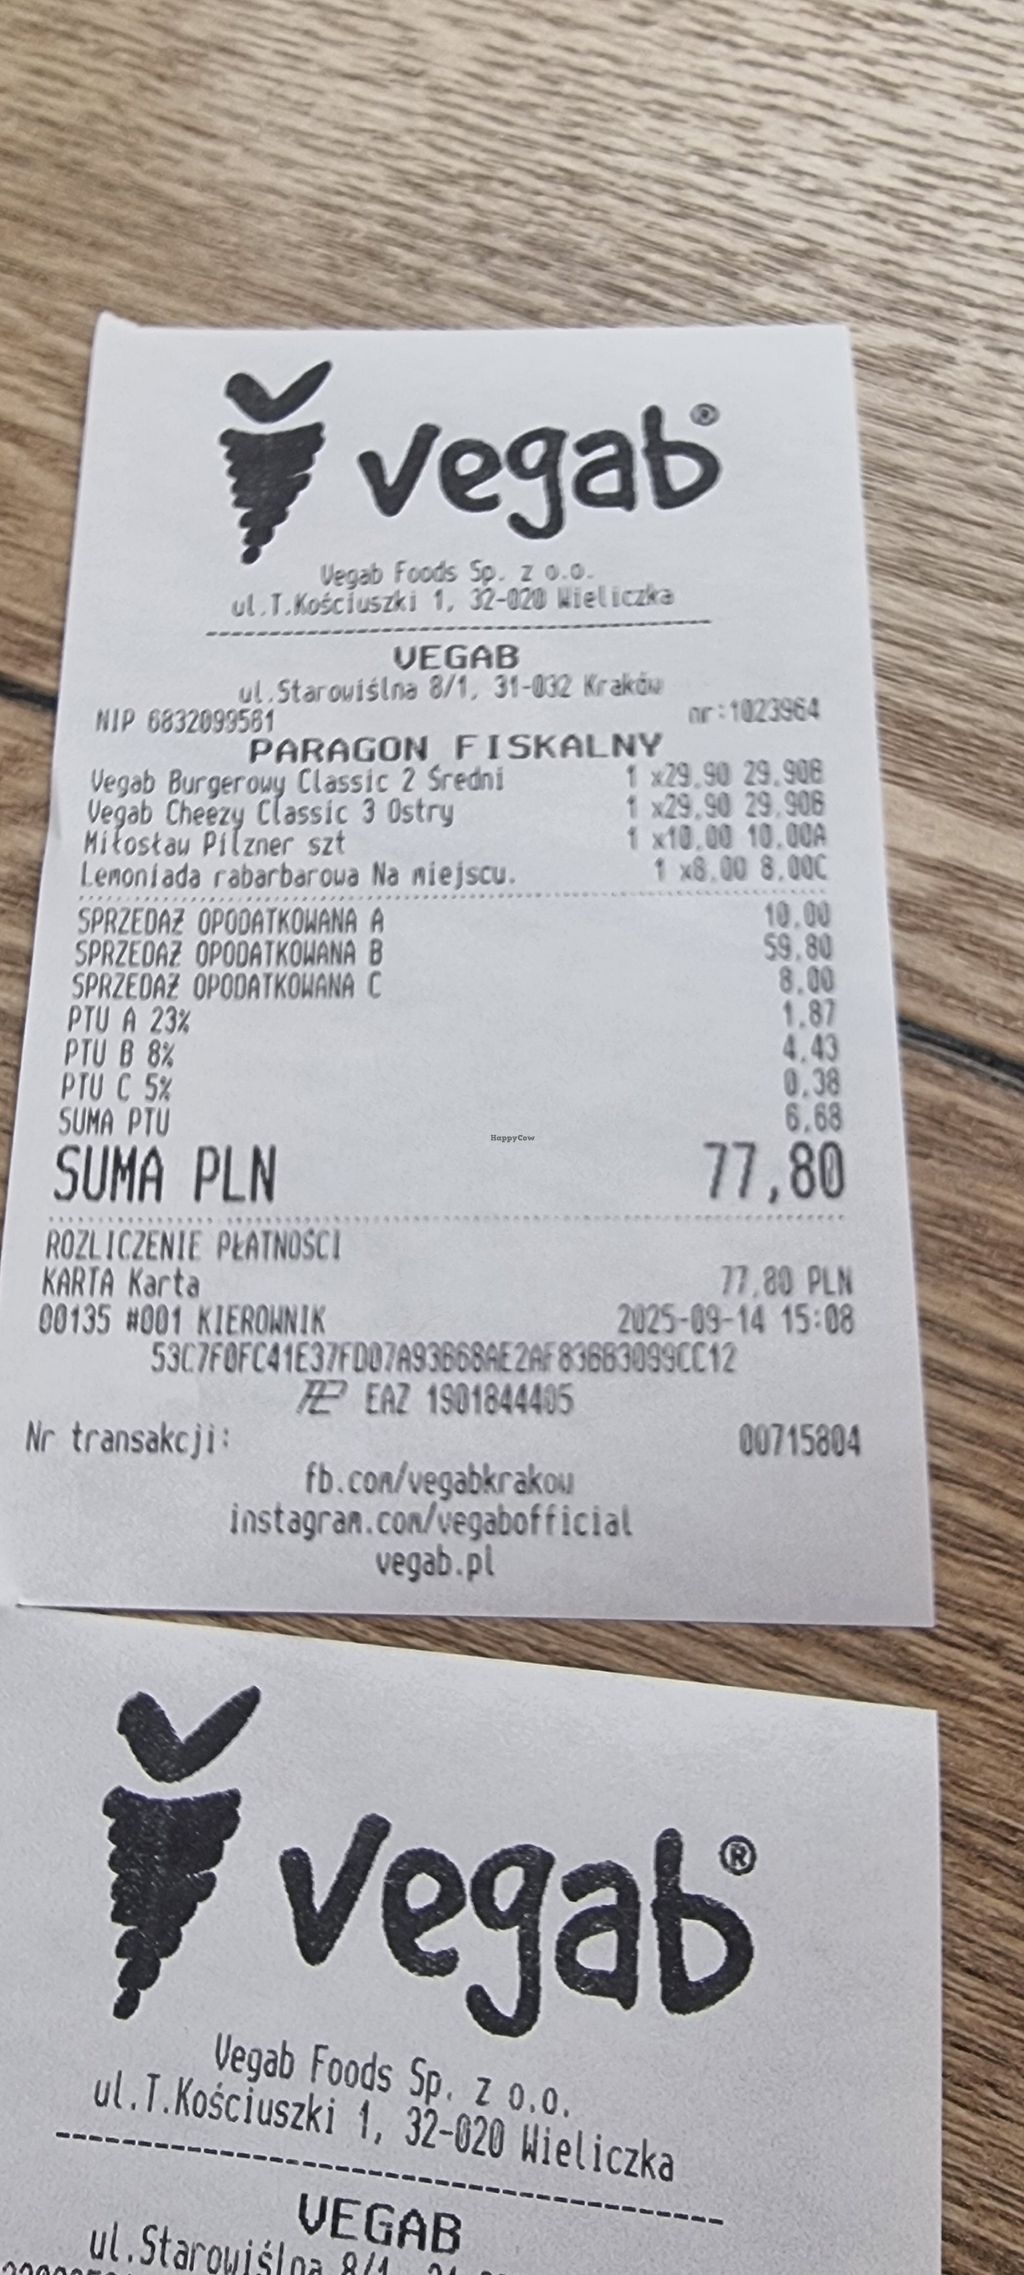 vegab®
Vegab Foods Sp. z o.o.
ul.T.Kościuszki 1, 32-020 Wieliczka
VEGAB
ul.Starowiślna 8/1, 31-032 Kraków
NIP 6832099581 nr:1023964
PARAGON FISKALNY
Vegab Burgerowy Classic 2 Średni 1 x29.90 29.90B
Vegab Cheezy Classic 3 Ostry 1 x29.90 29.90B
Miłosław Pilzner szt 1 x10.00 10.00A
Lemoniada rabarbarowa Na miejscu. 1 x8.00 8.00C
SPRZEDAŻ OPODATKOWANA A 10.00
SPRZEDAŻ OPODATKOWANA B 59.80
SPRZEDAŻ OPODATKOWANA C 8.00
PTU A 23% 1.87
PTU B 8% 4.43
PTU C 5% 0.38
SUMA PTU 6.68
HappyCow
SUMA PLN 77,80
ROZLICZENIE PŁATNOŚCI
KARTA Karta 77,80 PLN
00135 #001 KIEROWNIK 2025-09-14 15:08
EAZ 1901844405
Nr transakcji: 00715804
fb.com/vegabkrakow
instagram.com/vegabofficial
vegab.pl
vegab®
Vegab Foods Sp. z o.o.
ul.T.Kościuszki 1, 32-020 Wieliczka
VEGAB
ul.Starowiślna 8/1,